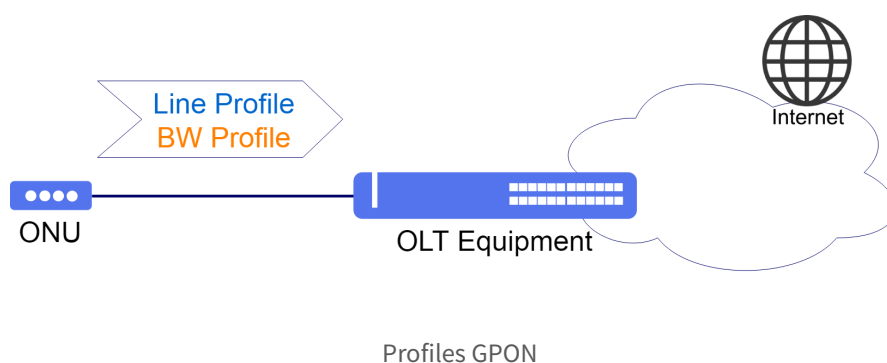 Line Profile
BW Profile
Internet
ONU
OLT Equipment
Profiles GPON